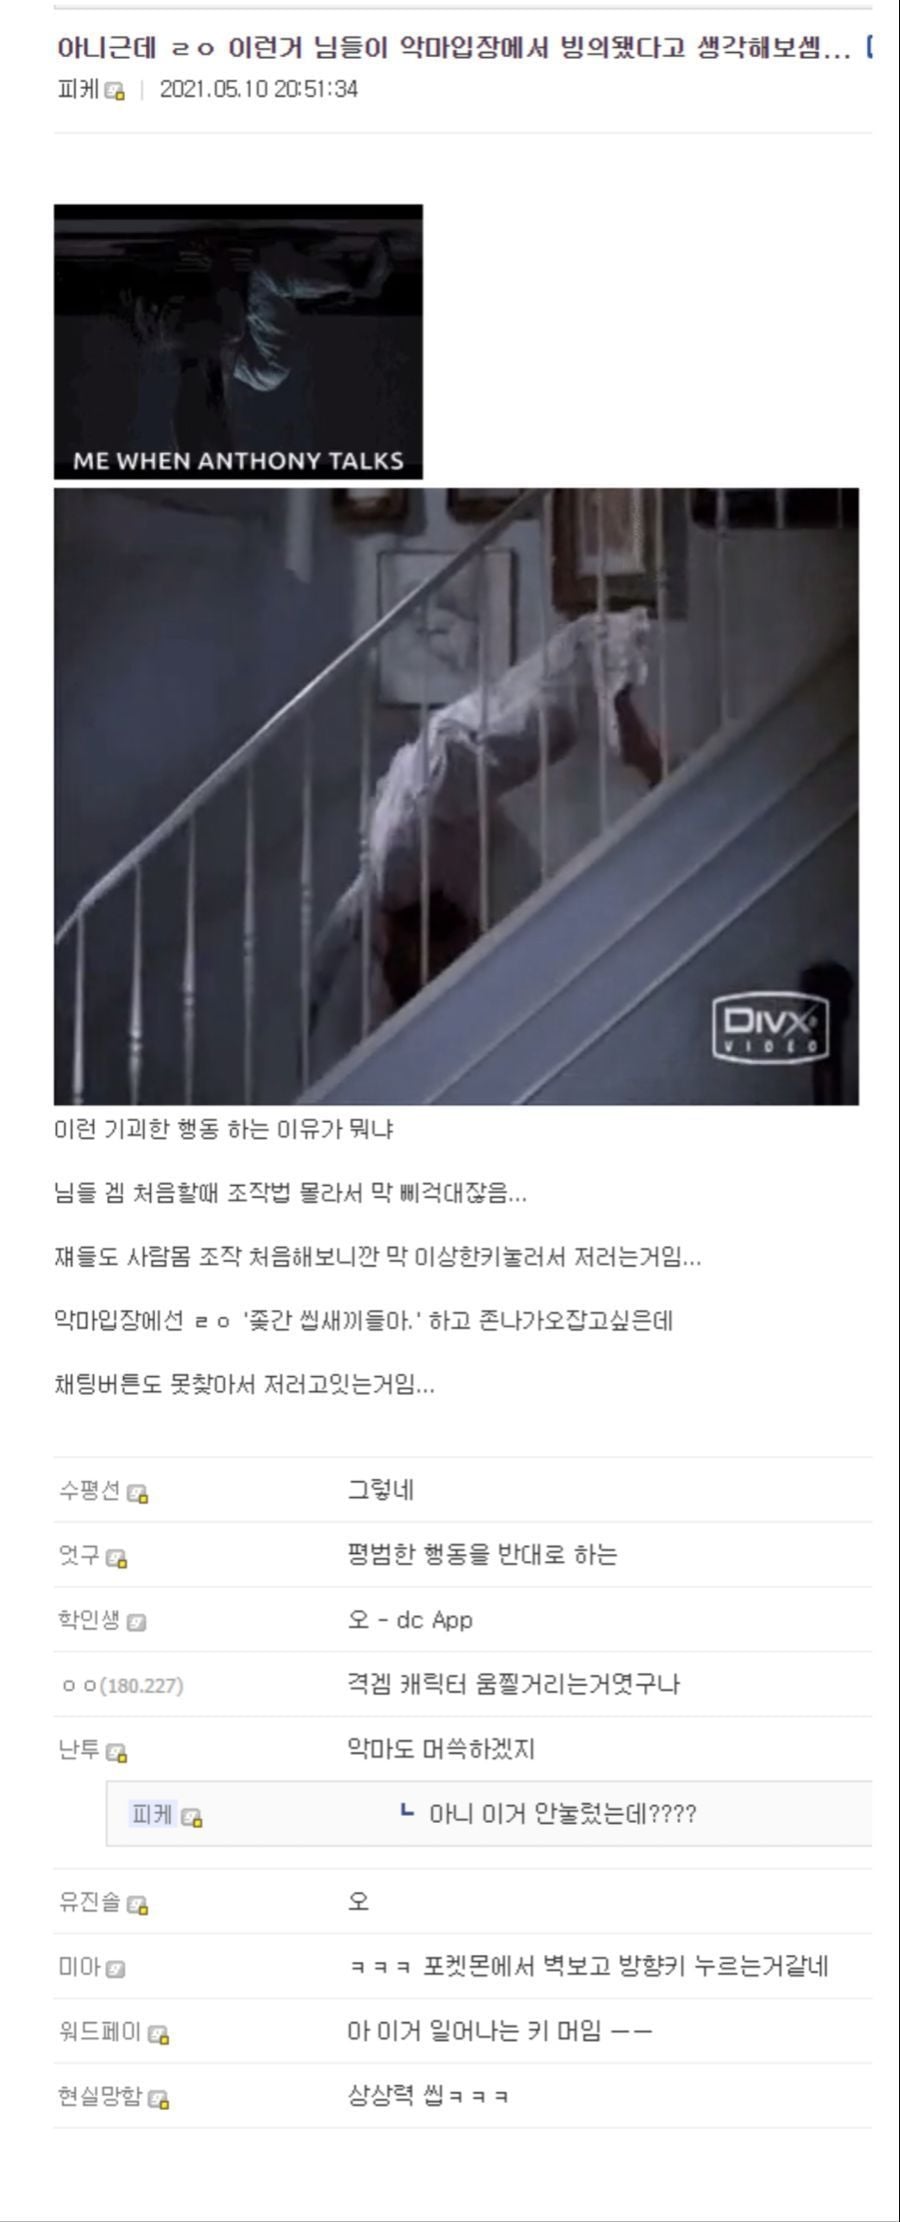 아니근데 ㄹㅇ 이런거 님들이 악마입장에서 빙의됐다고 생각해보셈...
피케 | 2021.05.10 20:51:34
ME WHEN ANTHONY TALKS
DIVX
VIDEO
이런 기괴한 행동 하는 이유가 뭐냐
님들 겜 처음할때 조작법 몰라서 막 삐걱대잖음...
쟤들도 사람몸 조작 처음해보니깐 막 이상한키눌러서 저러는거임...
악마입장에선 ㄹㅇ '좆간 씹새끼들아.' 하고 존나가오잡고싶은데
채팅버튼도 못찾아서 저러고잇는거임...
수평선 그렇네
엇구 평범한 행동을 반대로 하는
학인생 오 - dc App
ㅇㅇ(180.227) 격겜 캐릭터 움찔거리는거엿구나
난투 악마도 머쓱하겠지
피케 ┗ 아니 이거 안눌렀는데????
유진솔 오
미아 ㅋㅋㅋ 포켓몬에서 벽보고 방향키 누르는거같네
워드페이 아 이거 일어나는 키 머임 ㅡㅡ
현실망함 상상력 씹ㅋㅋㅋ